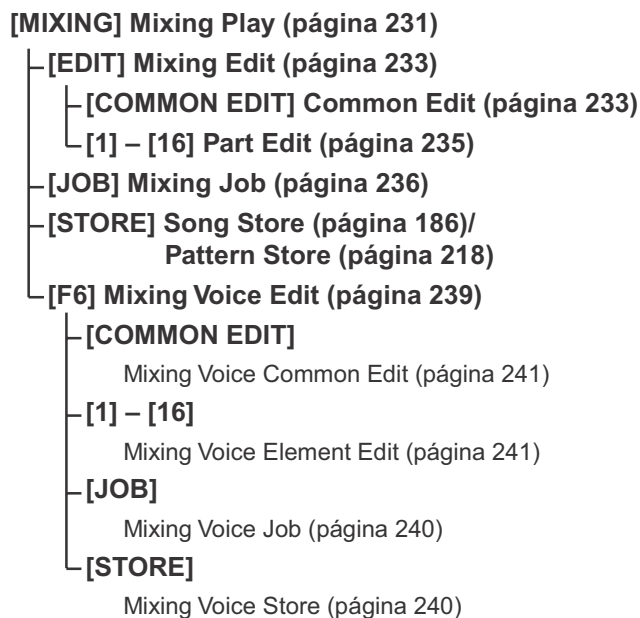 [MIXING] Mixing Play (página 231)
[EDIT] Mixing Edit (página 233)
[COMMON EDIT] Common Edit (página 233)
[1] – [16] Part Edit (página 235)
[JOB] Mixing Job (página 236)
[STORE] Song Store (página 186)/
Pattern Store (página 218)
[F6] Mixing Voice Edit (página 239)
[COMMON EDIT]
Mixing Voice Common Edit (página 241)
[1] – [16]
Mixing Voice Element Edit (página 241)
[JOB]
Mixing Voice Job (página 240)
[STORE]
Mixing Voice Store (página 240)